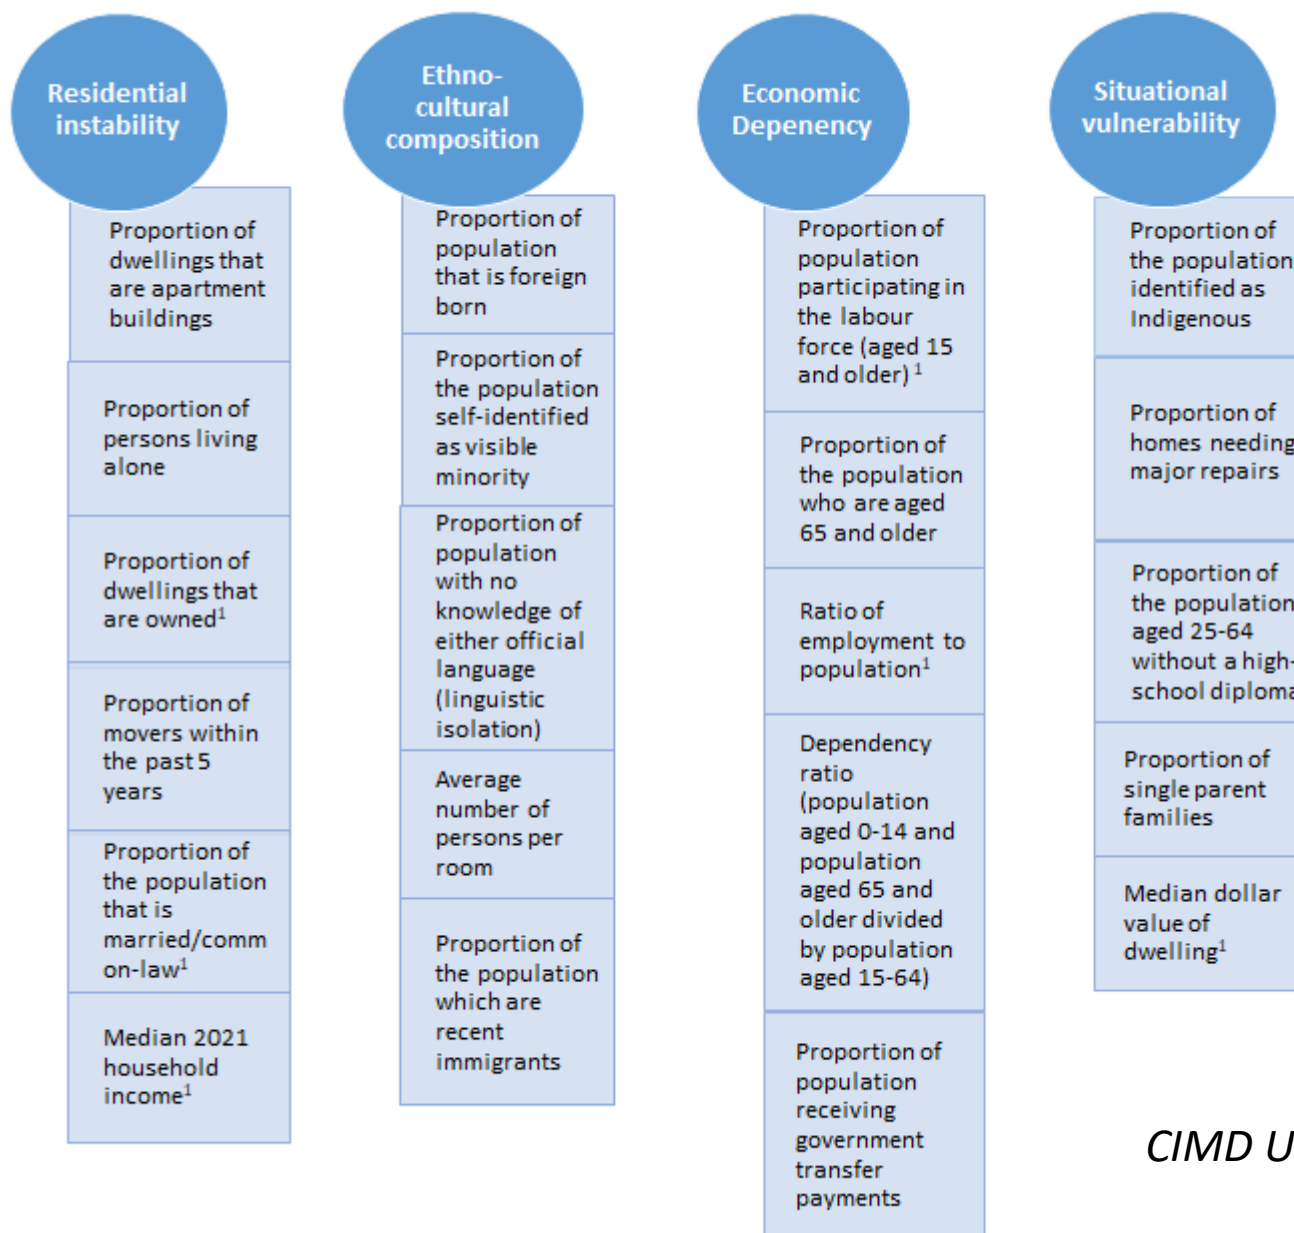 Residential
instability
Proportion of
dwellings that
are apartment
buildings
Proportion of
persons living
alone
Proportion of
dwellings that
are owned¹
Proportion of
movers within
the past 5
years
Proportion of
the population
that is
married/comm
on-law¹
Median 2021
household
income¹
Ethno-
cultural
composition
Proportion of
population
that is foreign
born
Proportion of
the population
self-identified
as visible
minority
Proportion of
population
with no
knowledge of
either official
language
(linguistic
isolation)
Average
number of
persons per
room
Proportion of
the population
which are
recent
immigrants
Economic
Depenency
Proportion of
population
participating in
the labour
force (aged 15
and older) ¹
Proportion of
the population
who are aged
65 and older
Ratio of
employment to
population¹
Dependency
ratio
(population
aged 0-14 and
population
aged 65 and
older divided
by population
aged 15-64)
Proportion of
population
receiving
government
transfer
payments
Situational
vulnerability
Proportion of
the population
identified as
Indigenous
Proportion of
homes needing
major repairs
Proportion of
the population
aged 25-64
without a high-
school diploma
Proportion of
single parent
families
Median dollar
value of
dwelling¹
CIMD U